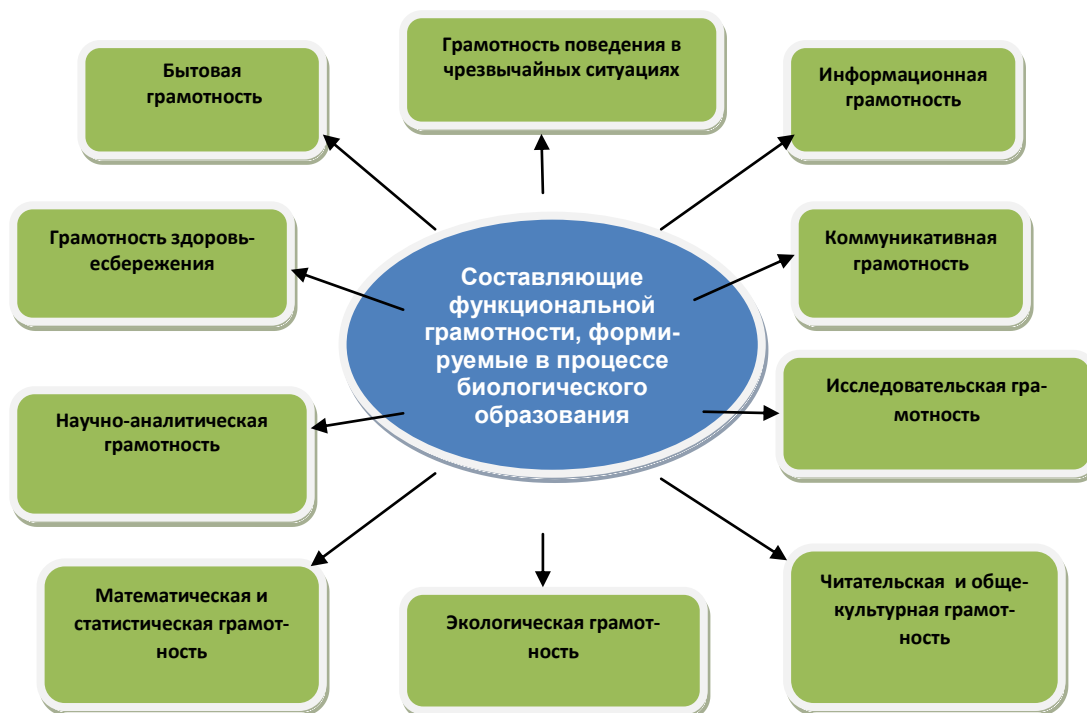 Грамотность поведения в
чрезвычайных ситуациях
Бытовая
грамотность
Информационная
грамотность
Грамотность здоровь-
есбережения
Коммуникативная
грамотность
Составляющие
функциональной
грамотности, форми-
руемые в процессе
биологического
образования
Научно-аналитическая
грамотность
Исследовательская гра-
мотность
Математическая и
статистическая грамот-
ность
Экологическая грамот-
ность
Читательская и обще-
культурная грамот-
ность